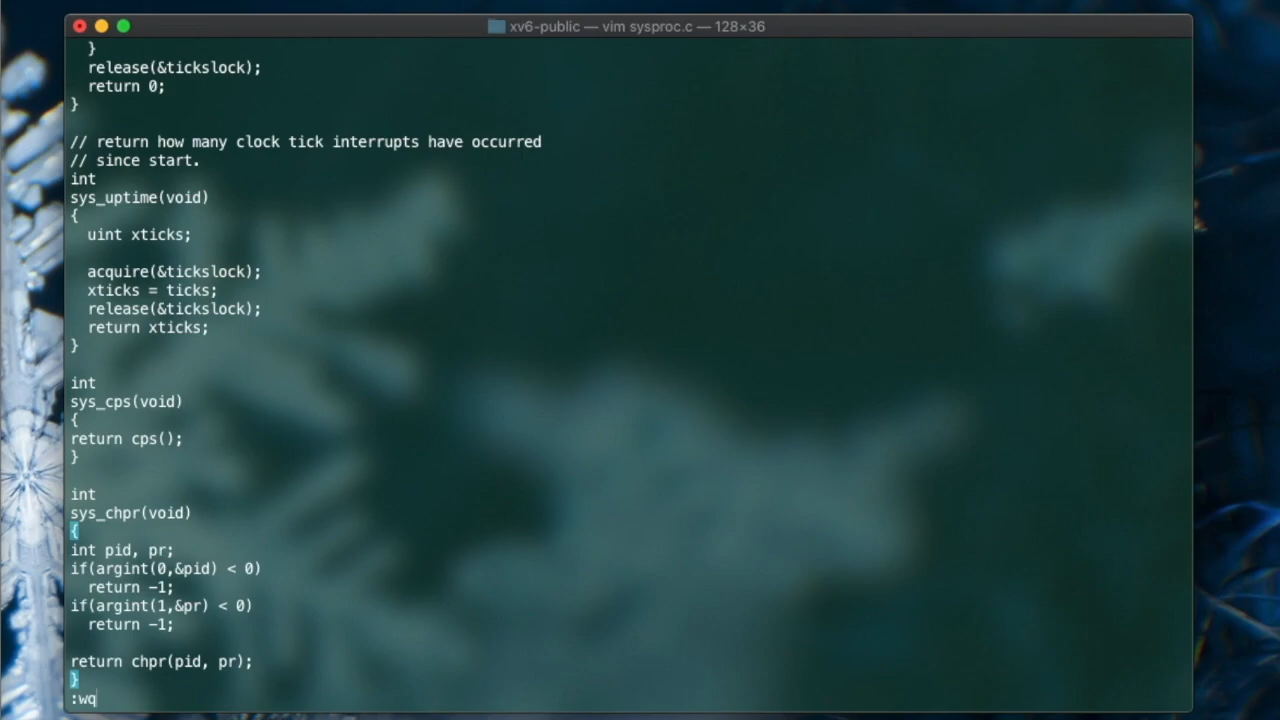 xv6-public — vim sysproc.c — 128×36
  }
  release(&tickslock);
  return 0;
}
// return how many clock tick interrupts have occurred
// since start.
int
sys_uptime(void)
{
  uint xticks;
  acquire(&tickslock);
  xticks = ticks;
  release(&tickslock);
  return xticks;
}
int
sys_cps(void)
{
return cps();
}
int
sys_chpr(void)
{
int pid, pr;
if(argint(0,&pid) < 0)
  return -1;
if(argint(1,&pr) < 0)
  return -1;
return chpr(pid, pr);
}
:wq